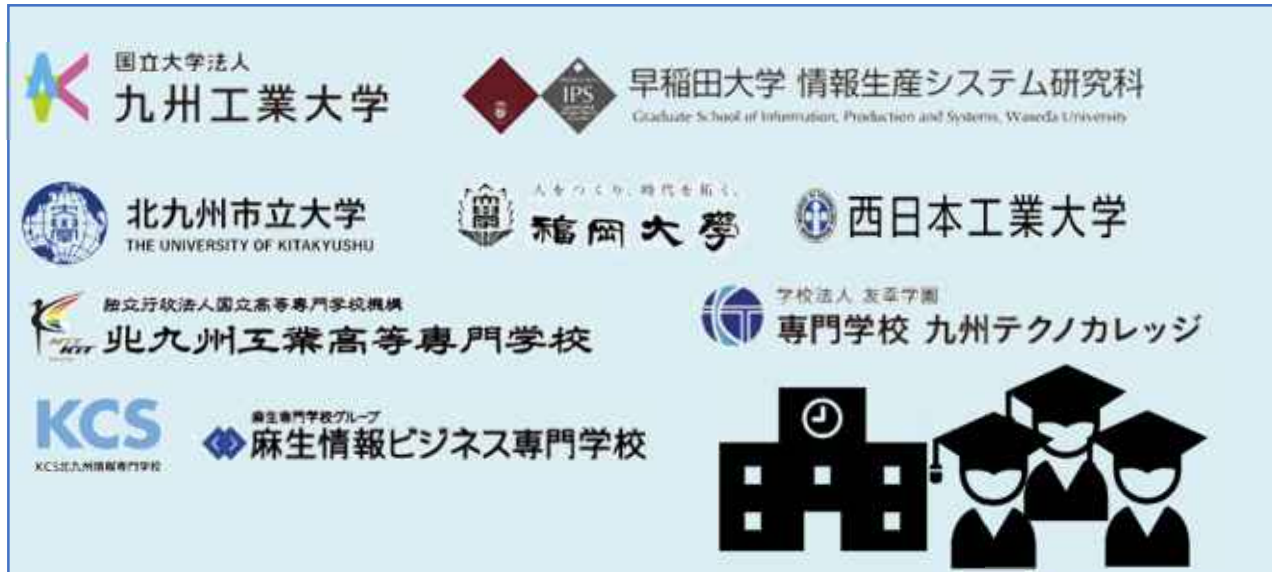 国立大学法人
九州工業大学
IPS
早稲田大学 情報生産システム研究科
Graduate School of Information, Production and Systems, Waseda University
北九州市立大学
THE UNIVERSITY OF KITAKYUSHU
人をつくり、時代を拓く。
福岡大學
西日本工業大学
独立行政法人国立高等専門学校機構
北九州工業高等専門学校
学校法人 友幸学園
専門学校 九州テクノカレッジ
KCS
KCS北九州情報専門学校
麻生専門学校グループ
麻生情報ビジネス専門学校